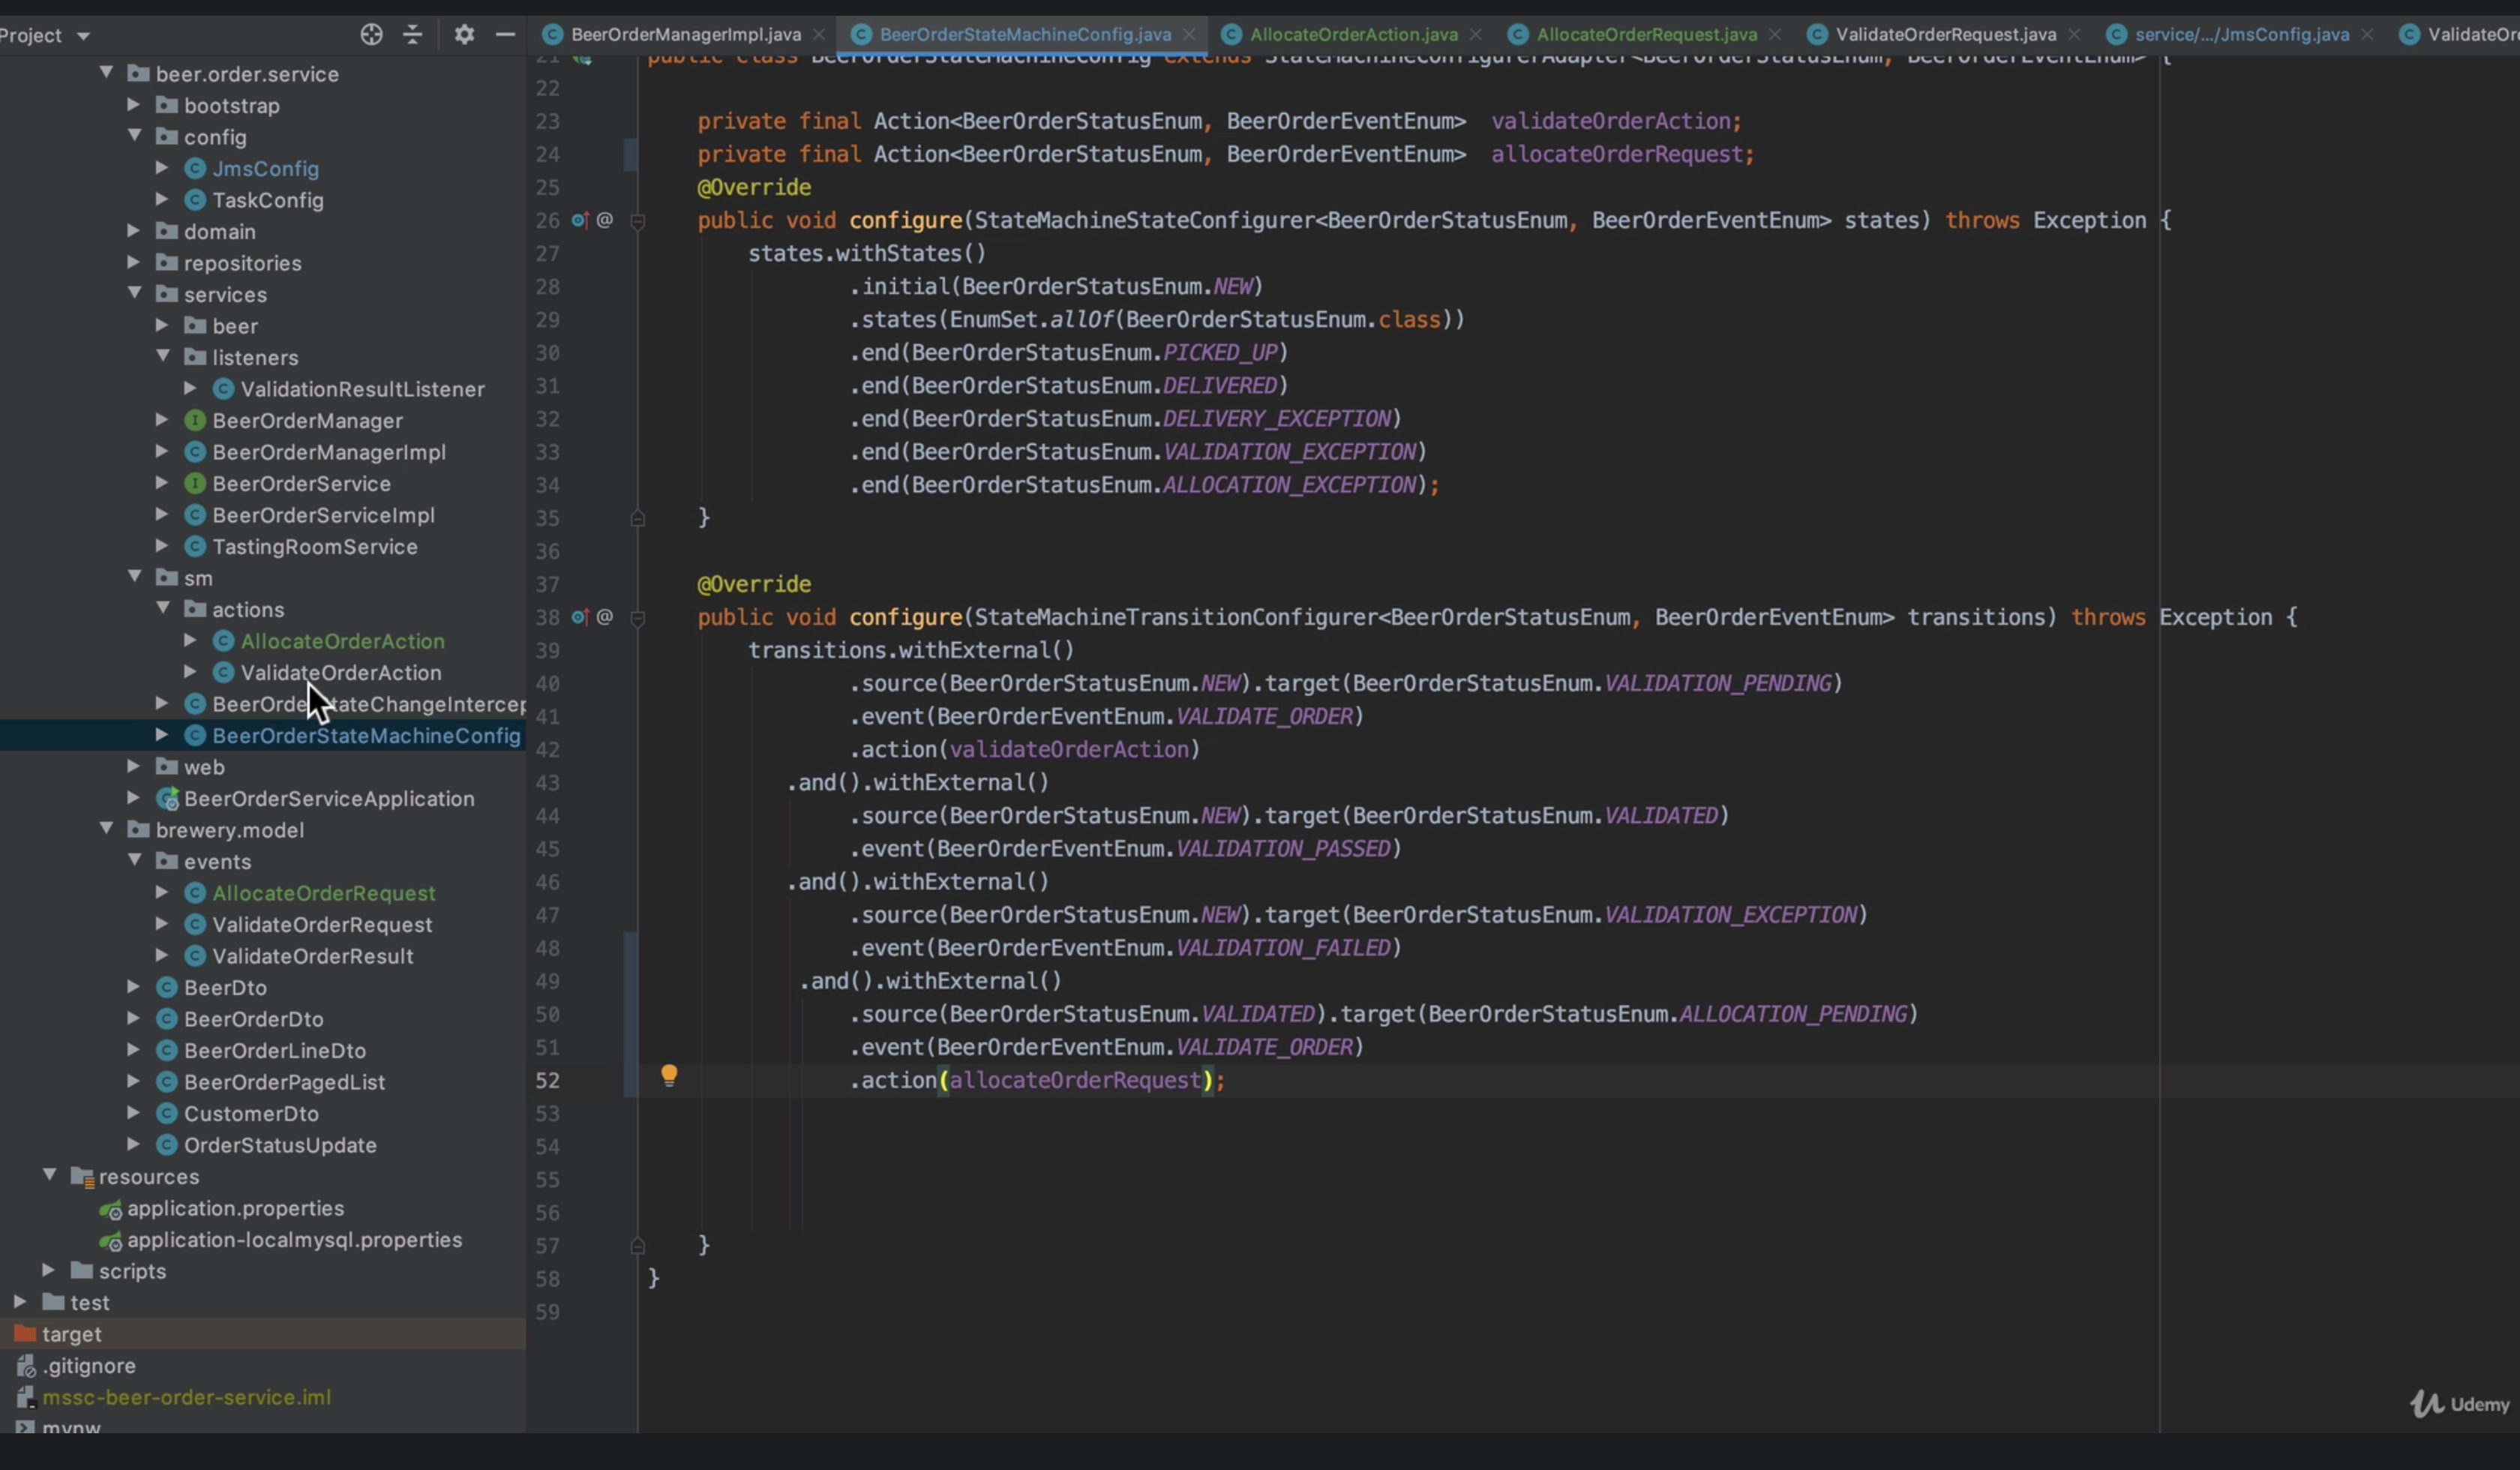 Project
BeerOrderManagerImpl.java
BeerOrderStateMachineConfig.java
AllocateOrderAction.java
AllocateOrderRequest.java
ValidateOrderRequest.java
service/.../JmsConfig.java
beer.order.service
bootstrap
config
JmsConfig
TaskConfig
domain
repositories
services
beer
listeners
ValidationResultListener
BeerOrderManager
BeerOrderManagerImpl
BeerOrderService
BeerOrderServiceImpl
TastingRoomService
sm
actions
AllocateOrderAction
ValidateOrderAction
BeerOrderStateMachineConfig
web
BeerOrderServiceApplication
brewery.model
events
AllocateOrderRequest
ValidateOrderRequest
ValidateOrderResult
BeerDto
BeerOrderDto
BeerOrderLineDto
BeerOrderPagedList
CustomerDto
OrderStatusUpdate
resources
application.properties
application-localmysql.properties
scripts
test
target
.gitignore
mssc-beer-order-service.iml
mvnw
21 public class BeerOrderStateMachineConfig extends StateMachineConfigurerAdapter<BeerOrderStatusEnum, BeerOrderEventEnum> {
22
23 private final Action<BeerOrderStatusEnum, BeerOrderEventEnum> validateOrderAction;
24 private final Action<BeerOrderStatusEnum, BeerOrderEventEnum> allocateOrderRequest;
25 @Override
26 @ public void configure(StateMachineStateConfigurer<BeerOrderStatusEnum, BeerOrderEventEnum> states) throws Exception {
27 states.withStates()
28 .initial(BeerOrderStatusEnum.NEW)
29 .states(EnumSet.allOf(BeerOrderStatusEnum.class))
30 .end(BeerOrderStatusEnum.PICKED_UP)
31 .end(BeerOrderStatusEnum.DELIVERED)
32 .end(BeerOrderStatusEnum.DELIVERY_EXCEPTION)
33 .end(BeerOrderStatusEnum.VALIDATION_EXCEPTION)
34 .end(BeerOrderStatusEnum.ALLOCATION_EXCEPTION);
35 }
36
37 @Override
38 @ public void configure(StateMachineTransitionConfigurer<BeerOrderStatusEnum, BeerOrderEventEnum> transitions) throws Exception {
39 transitions.withExternal()
40 .source(BeerOrderStatusEnum.NEW).target(BeerOrderStatusEnum.VALIDATION_PENDING)
41 .event(BeerOrderEventEnum.VALIDATE_ORDER)
42 .action(validateOrderAction)
43 .and().withExternal()
44 .source(BeerOrderStatusEnum.NEW).target(BeerOrderStatusEnum.VALIDATED)
45 .event(BeerOrderEventEnum.VALIDATION_PASSED)
46 .and().withExternal()
47 .source(BeerOrderStatusEnum.NEW).target(BeerOrderStatusEnum.VALIDATION_EXCEPTION)
48 .event(BeerOrderEventEnum.VALIDATION_FAILED)
49 .and().withExternal()
50 .source(BeerOrderStatusEnum.VALIDATED).target(BeerOrderStatusEnum.ALLOCATION_PENDING)
51 .event(BeerOrderEventEnum.VALIDATE_ORDER)
52 .action(allocateOrderRequest);
53
54
55
56
57 }
58 }
59
Udemy